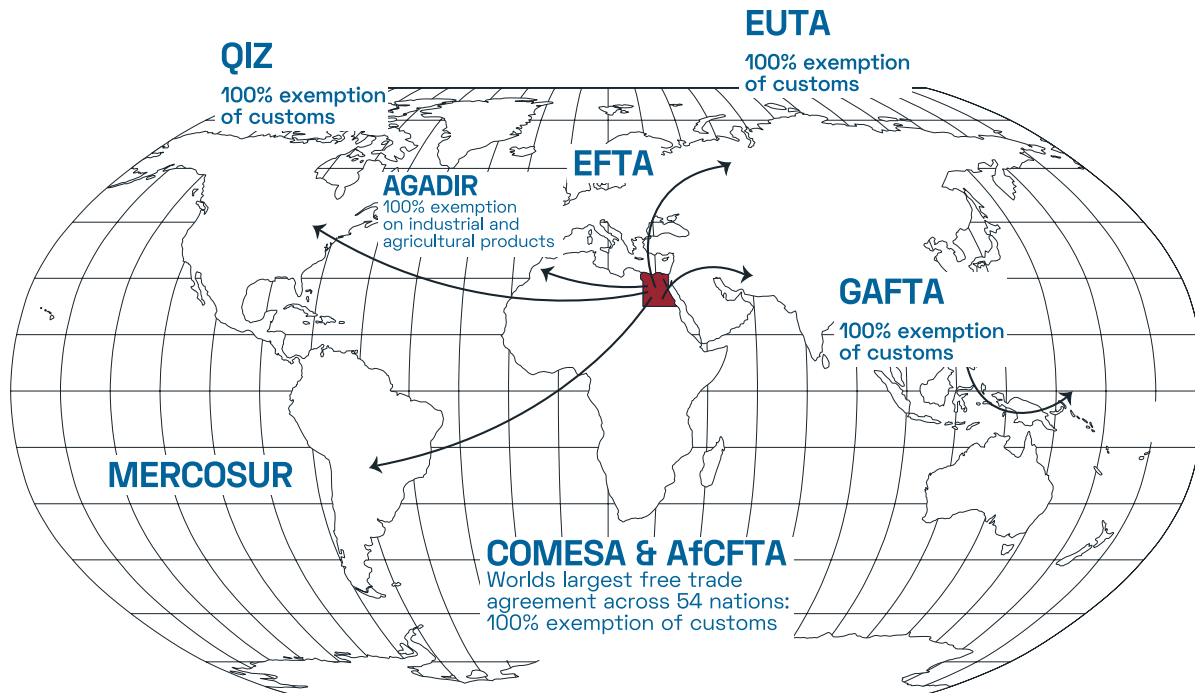 EUTA
100% exemption
of customs
QIZ
100% exemption
of customs
EFTA
AGADIR
100% exemption
on industrial and
agricultural products
GAFTA
100% exemption
of customs
MERCOSUR
COMESA & AfCFTA
Worlds largest free trade
agreement across 54 nations:
100% exemption of customs